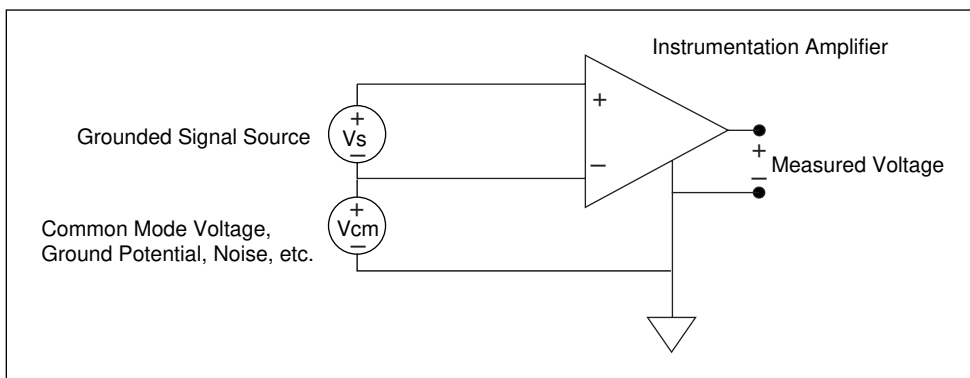 Instrumentation Amplifier
+
Grounded Signal Source
+
Vs
−
−
+
−
Measured Voltage
Common Mode Voltage,
Ground Potential, Noise, etc.
+
Vcm
−